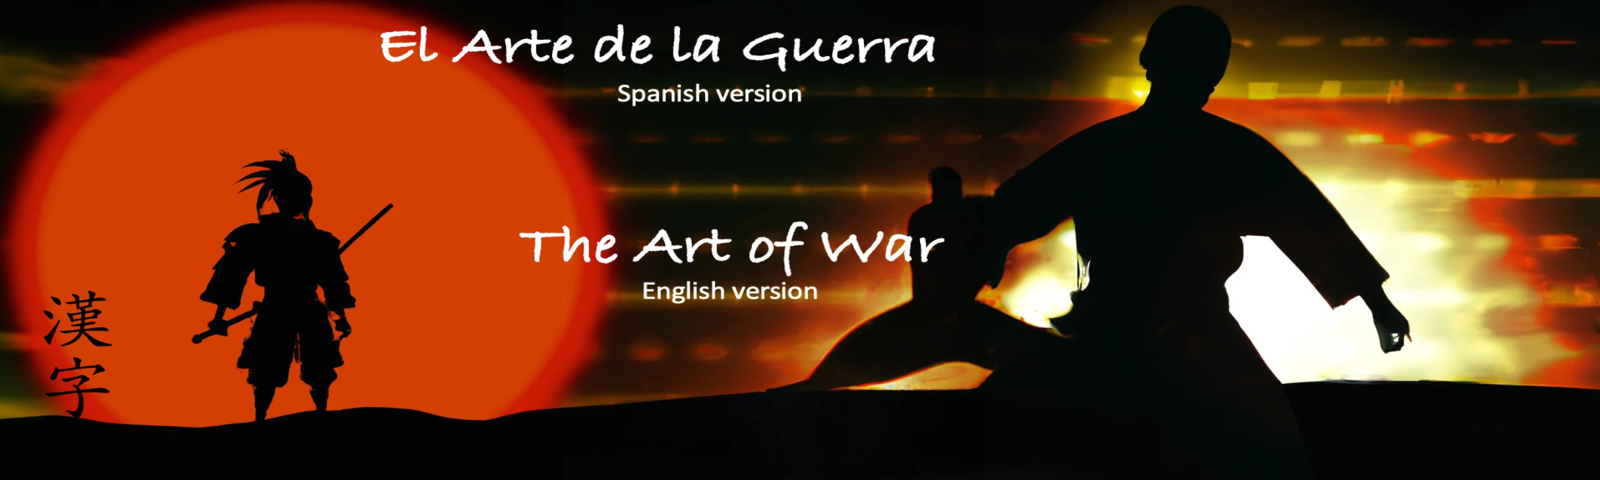 El Arte de la Guerra
Spanish version
The Art of War
English version
漢字